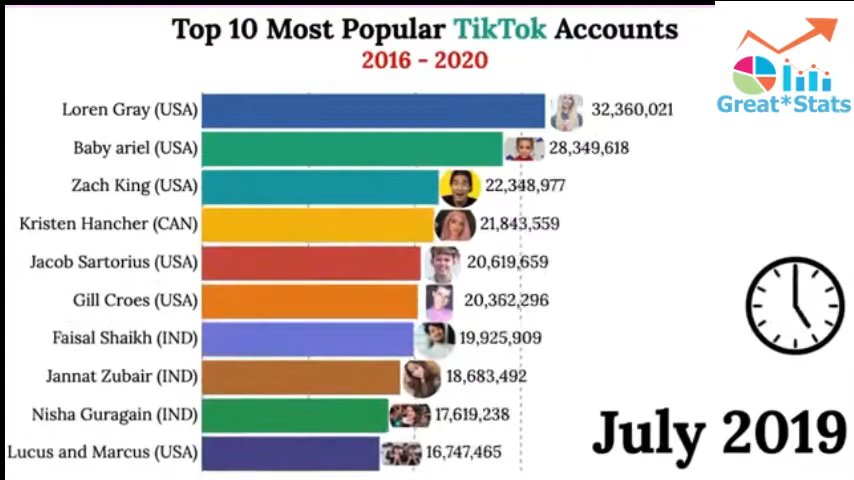 Top 10 Most Popular TikTok Accounts
2016 - 2020
Great*Stats
Loren Gray (USA) 32,360,021
Baby ariel (USA) 28,349,618
Zach King (USA) 22,348,977
Kristen Hancher (CAN) 21,843,559
Jacob Sartorius (USA) 20,619,659
Gill Croes (USA) 20,362,296
Faisal Shaikh (IND) 19,925,909
Jannat Zubair (IND) 18,683,492
Nisha Guragain (IND) 17,619,238
Lucus and Marcus (USA) 16,747,465
July 2019